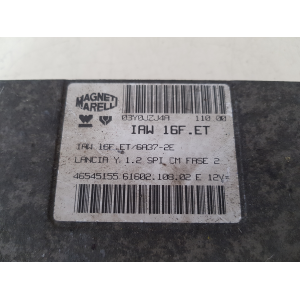 MAGNETI
MARELLI
03Y0JZJ4A 110 00
IAW 16F.ET
IAW 16F.ET/6A37-2E
LANCIA Y 1.2 SPI CM FASE 2
46545155 61602.108.02 E 12V=